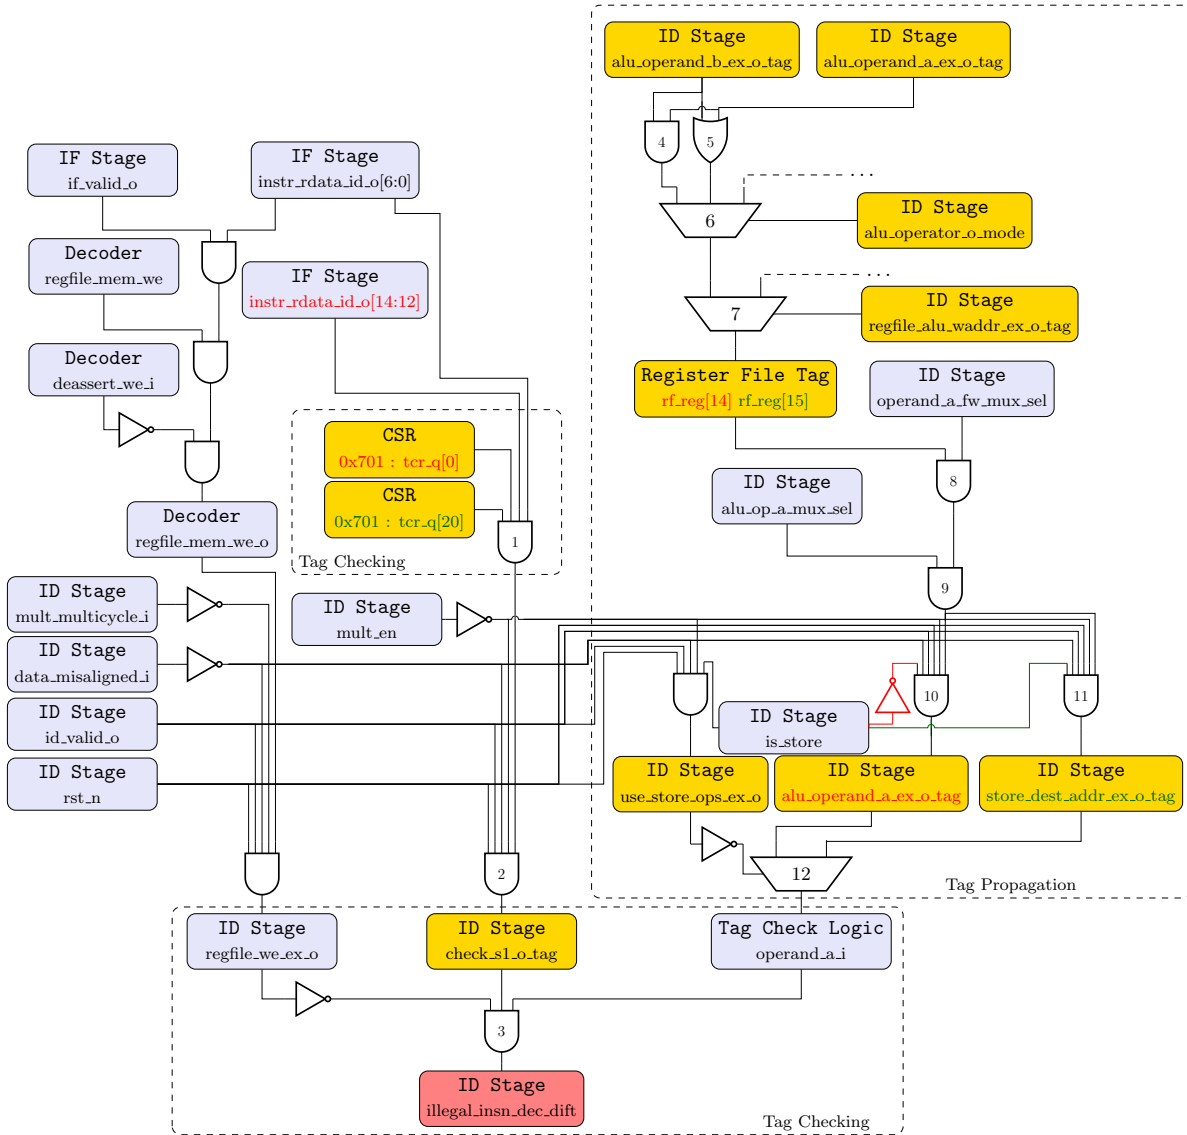 ID Stage
alu_operand_b_ex_o_tag
ID Stage
alu_operand_a_ex_o_tag
4
5
IF Stage
if_valid_o
IF Stage
instr_rdata_id_o[6:0]
...
6
ID Stage
alu_operator_o_mode
Decoder
regfile_mem_we
IF Stage
instr_rdata_id_o[14:12]
...
7
ID Stage
regfile_alu_waddr_ex_o_tag
Decoder
deassert_we_i
Register File Tag
rf_reg[14] rf_reg[15]
ID Stage
operand_a_fw_mux_sel
CSR
0x701 : tcr_q[0]
CSR
0x701 : tcr_q[20]
8
ID Stage
alu_op_a_mux_sel
Decoder
regfile_mem_we_o
1
Tag Checking
9
ID Stage
mult_multicycle_i
ID Stage
mult_en
ID Stage
data_misaligned_i
10
11
ID Stage
id_valid_o
ID Stage
is_store
ID Stage
rst_n
ID Stage
use_store_ops_ex_o
ID Stage
alu_operand_a_ex_o_tag
ID Stage
store_dest_addr_ex_o_tag
2
12
Tag Propagation
ID Stage
regfile_we_ex_o
ID Stage
check_s1_o_tag
Tag Check Logic
operand_a_i
3
ID Stage
illegal_insn_dec_dift
Tag Checking